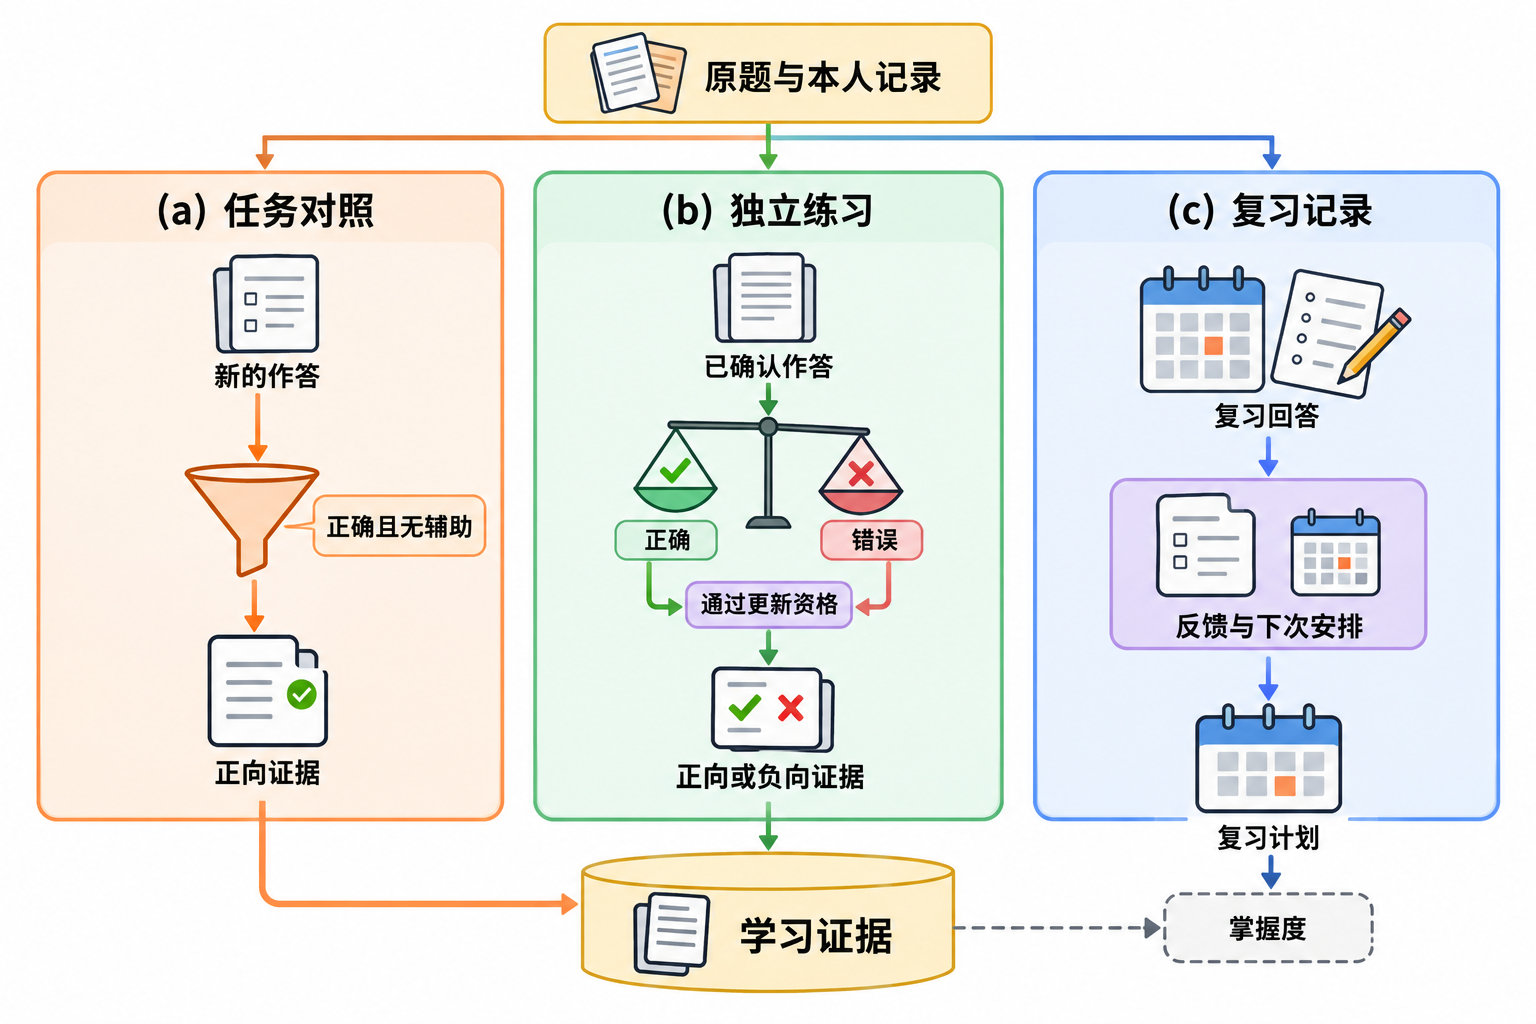 原题与本人记录
(a) 任务对照
新的作答
正确且无辅助
正向证据
(b) 独立练习
已确认作答
正确
错误
通过更新资格
正向或负向证据
(c) 复习记录
复习回答
反馈与下次安排
复习计划
学习证据
掌握度